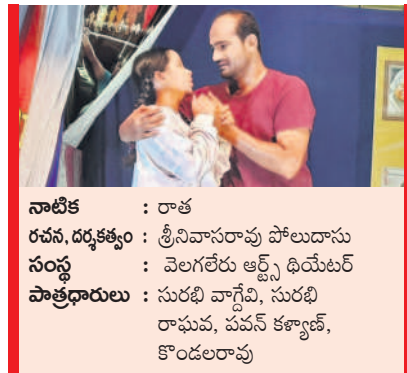 నాటిక : రాత
రచన, దర్శకత్వం : శ్రీనివాసరావు పోలుదాసు
సంస్థ : వెలగలేరు ఆర్ట్స్ థియేటర్
పాత్రధారులు : సురభి వాగ్దేవి, సురభి
రాఘవ, పవన్ కళ్యాణ్,
కొండలరావు